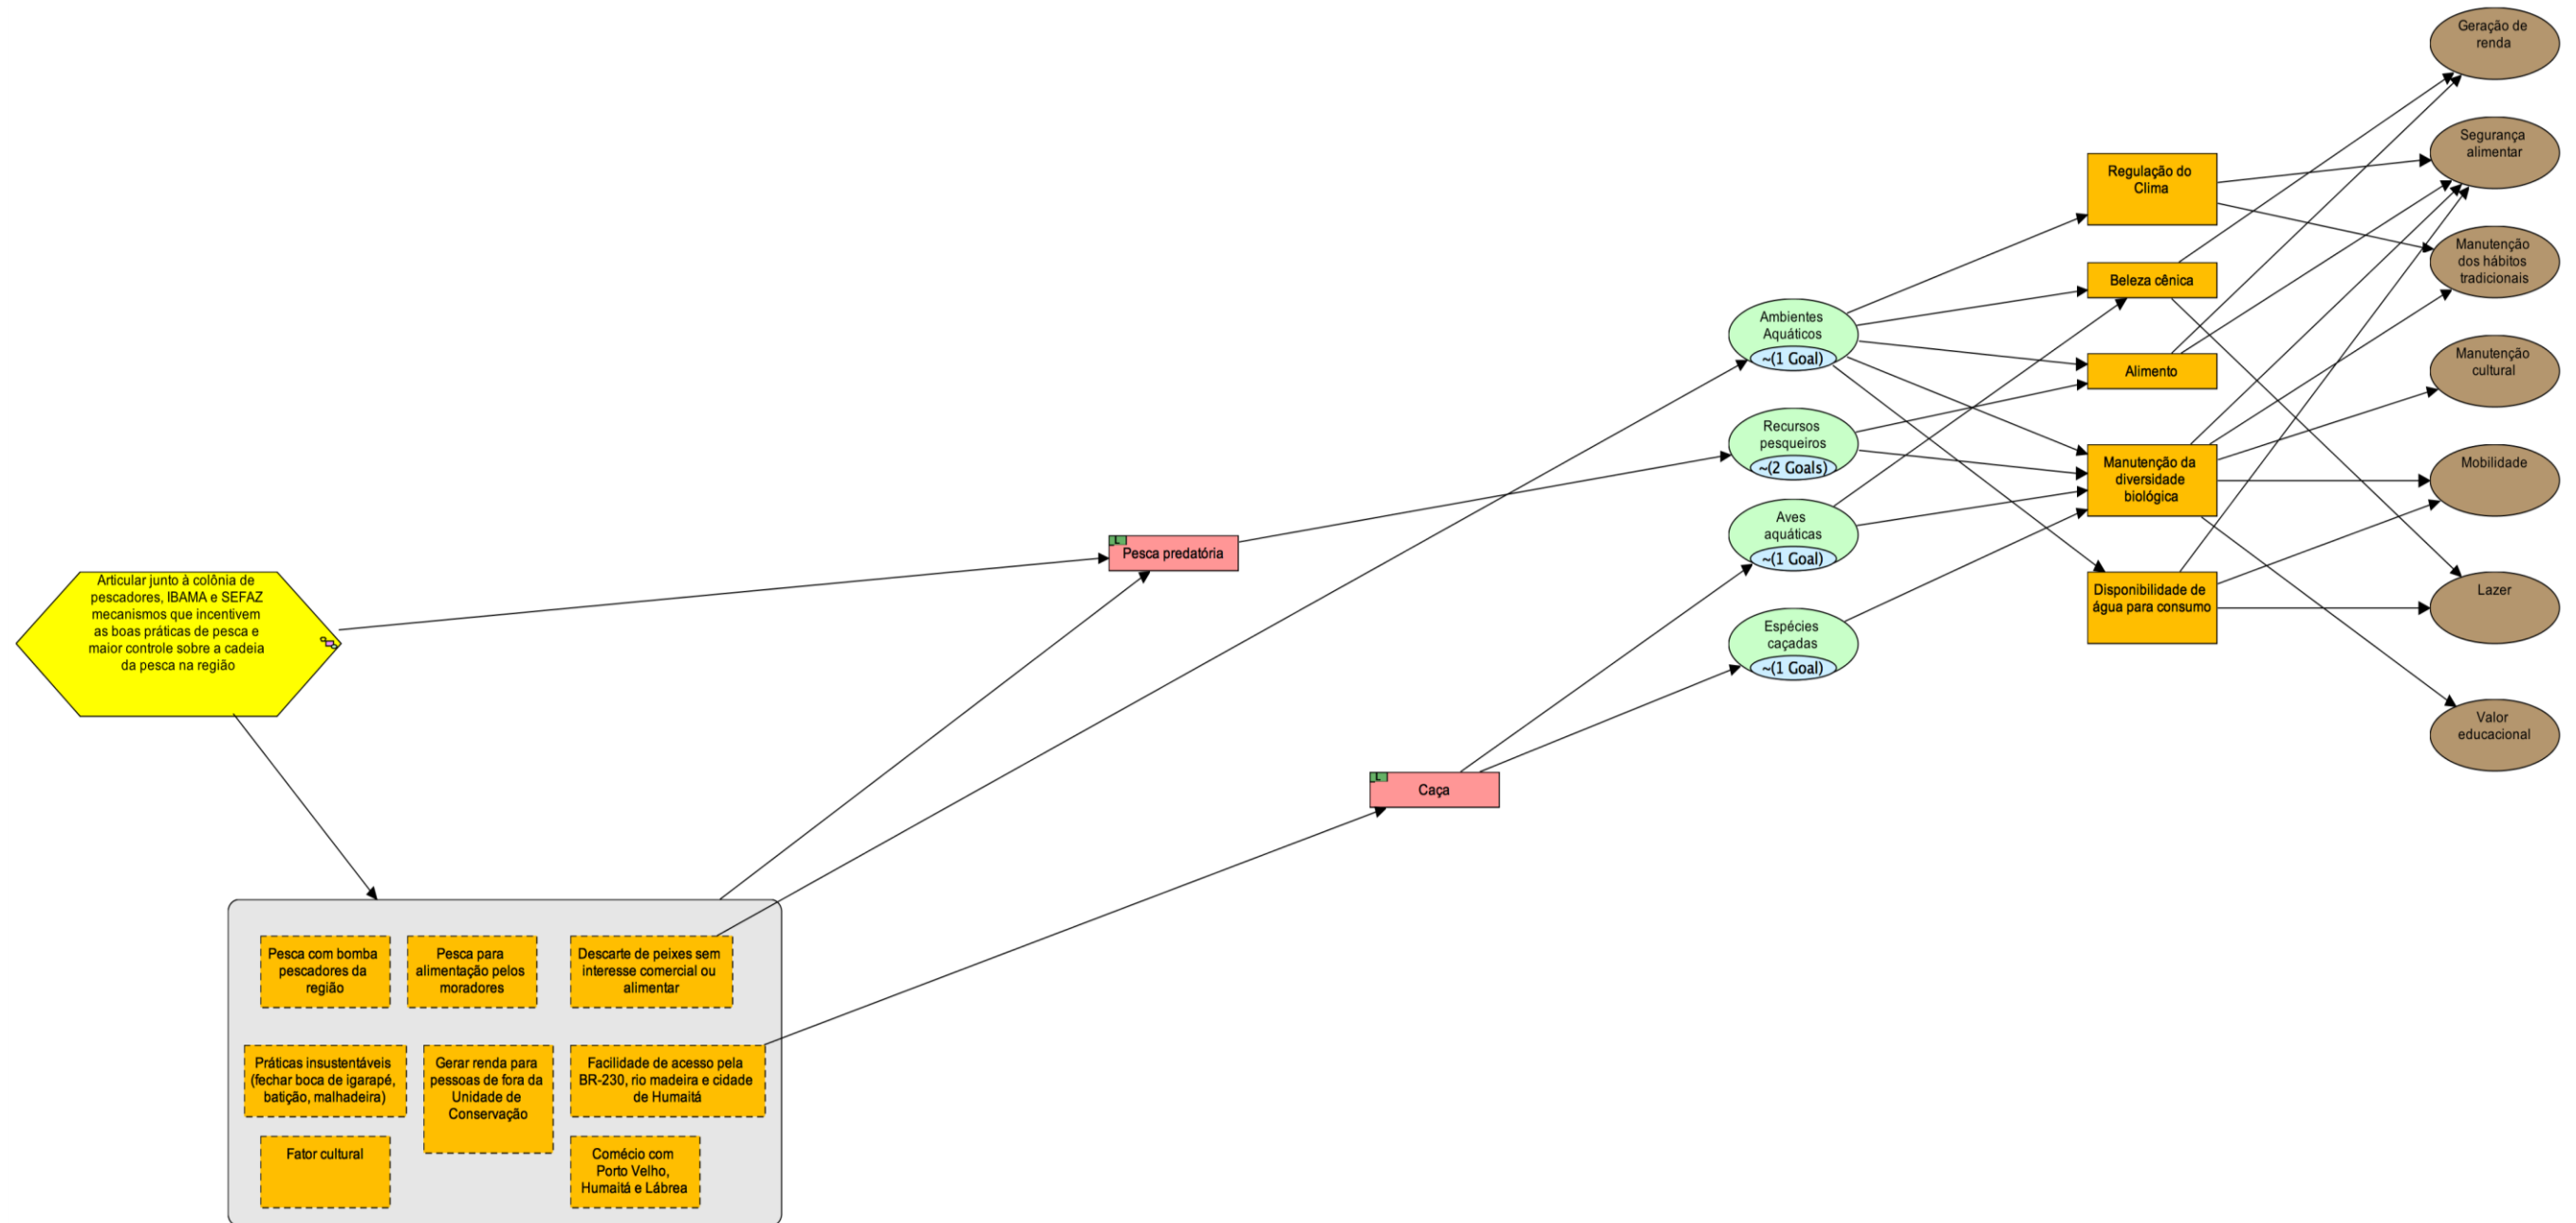 Articular junto à colônia de
pescadores, IBAMA e SEFAZ
mecanismos que incentivem
as boas práticas de pesca e
maior controle sobre a cadeia
da pesca na região
Pesca com bomba
pescadores da
região
Pesca para
alimentação pelos
moradores
Descarte de peixes sem
interesse comercial ou
alimentar
Práticas insustentáveis
(fechar boca de igarapé,
batição, malhadeira)
Gerar renda para
pessoas de fora da
Unidade de
Conservação
Facilidade de acesso pela
BR-230, rio madeira e cidade
de Humaitá
Fator cultural
Comécio com
Porto Velho,
Humaitá e Lábrea
L
Pesca predatória
L
Caça
Ambientes
Aquáticos
~(1 Goal)
Recursos
pesqueiros
~(2 Goals)
Aves
aquáticas
~(1 Goal)
Espécies
caçadas
~(1 Goal)
Regulação do
Clima
Beleza cênica
Alimento
Manutenção da
diversidade
biológica
Disponibilidade de
água para consumo
Geração de
renda
Segurança
alimentar
Manutenção
dos hábitos
tradicionais
Manutenção
cultural
Mobilidade
Lazer
Valor
educacional